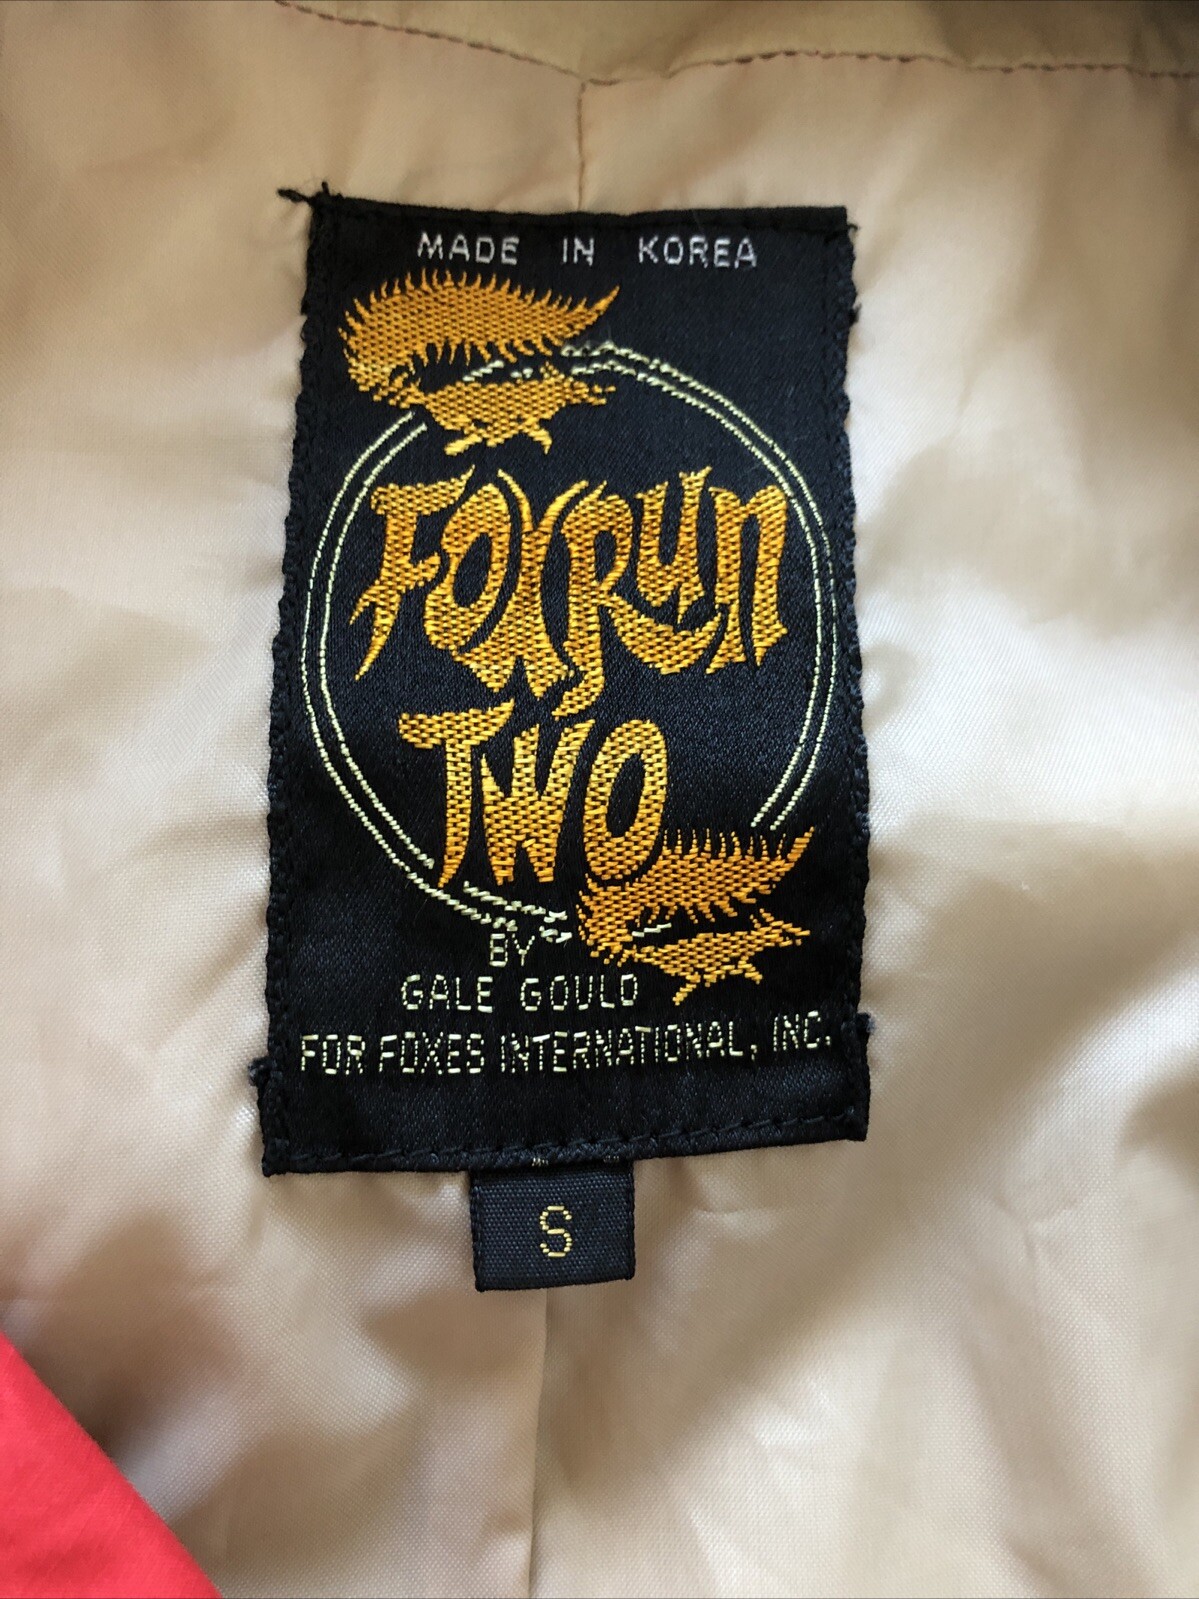 MADE IN KOREA
FOXRUN
TWO
BY
GALE GOULD
FOR FOXES INTERNATIONAL, INC.
S